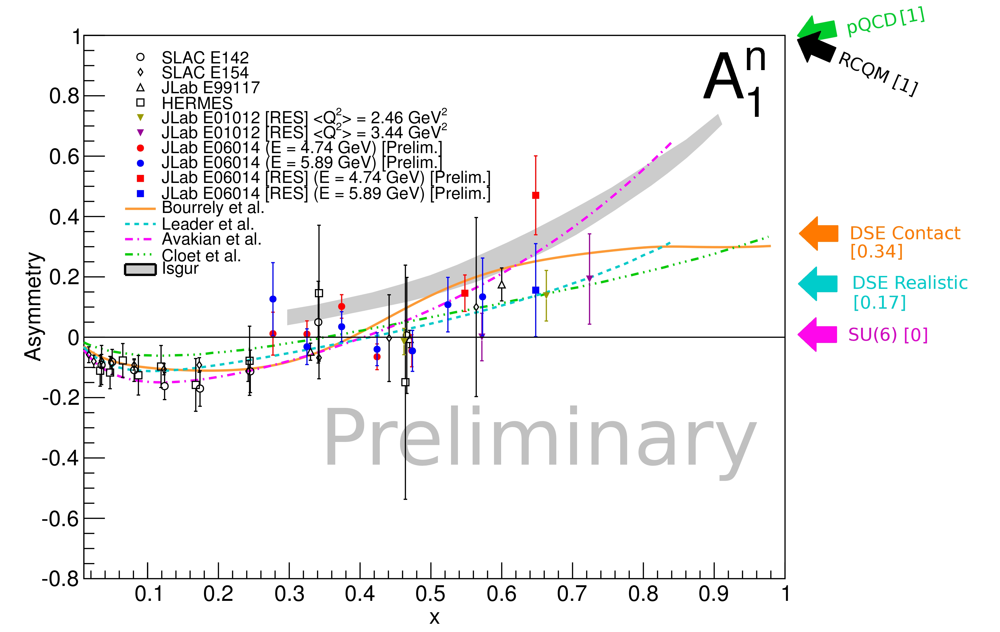 pQCD [1]
RCQM [1]
A₁ⁿ
SLAC E142
SLAC E154
JLab E99117
HERMES
JLab E01012 [RES] <Q²> = 2.46 GeV²
JLab E01012 [RES] <Q²> = 3.44 GeV²
JLab E06014 (E = 4.74 GeV) [Prelim.]
JLab E06014 (E = 5.89 GeV) [Prelim.]
JLab E06014 [RES] (E = 4.74 GeV) [Prelim.]
JLab E06014 [RES] (E = 5.89 GeV) [Prelim.]
Bourrely et al.
Leader et al.
Avakian et al.
Cloet et al.
Isgur
DSE Contact
[0.34]
DSE Realistic
[0.17]
SU(6) [0]
Preliminary
Asymmetry
1
0.8
0.6
0.4
0.2
0
-0.2
-0.4
-0.6
-0.8
0.1 0.2 0.3 0.4 0.5 0.6 0.7 0.8 0.9 1
x